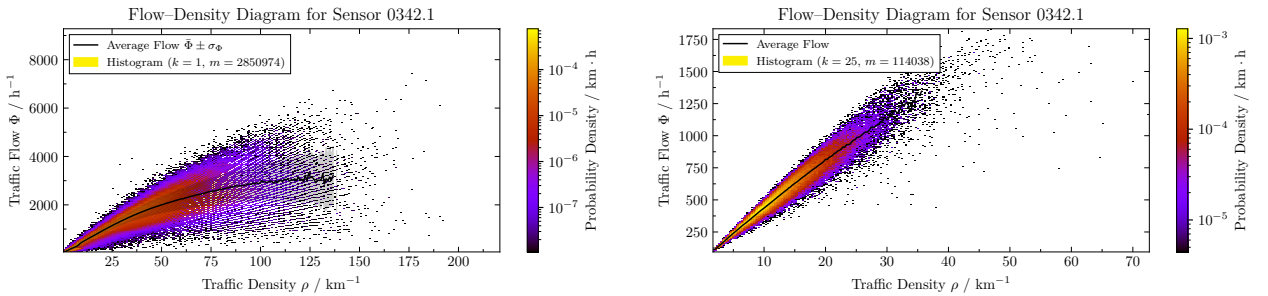 Flow–Density Diagram for Sensor 0342.1
Average Flow Φ̄ ± σ_Φ
Histogram (k = 1, m = 2850974)
8000
6000
4000
2000
Traffic Flow Φ / h⁻¹
25 50 75 100 125 150 175 200
Traffic Density ρ / km⁻¹
10⁻⁴
10⁻⁵
10⁻⁶
10⁻⁷
Probability Density / km · h
Flow–Density Diagram for Sensor 0342.1
Average Flow
Histogram (k = 25, m = 114038)
1750
1500
1250
1000
750
500
250
Traffic Flow Φ / h⁻¹
10 20 30 40 50 60 70
Traffic Density ρ / km⁻¹
10⁻³
10⁻⁴
10⁻⁵
Probability Density / km · h